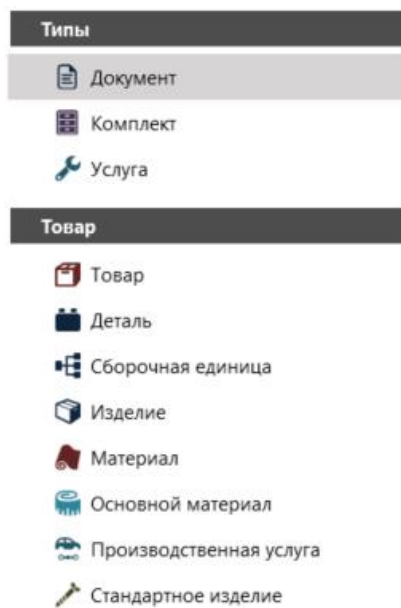 Типы
Документ
Комплект
Услуга
Товар
Товар
Деталь
Сборочная единица
Изделие
Материал
Основной материал
Производственная услуга
Стандартное изделие